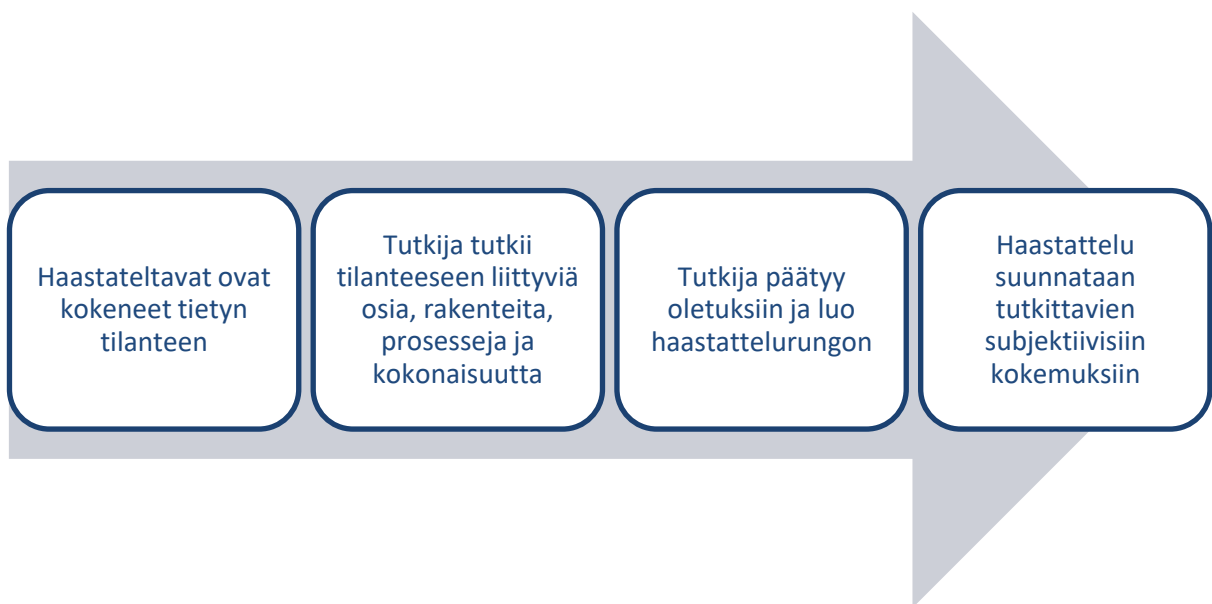 Haastateltavat ovat
kokeneet tietyn
tilanteen
Tutkija tutkii
tilanteeseen liittyviä
osia, rakenteita,
prosesseja ja
kokonaisuutta
Tutkija päätyy
oletuksiin ja luo
haastattelurungon
Haastattelu
suunnataan
tutkittavien
subjektiivisiin
kokemuksiin